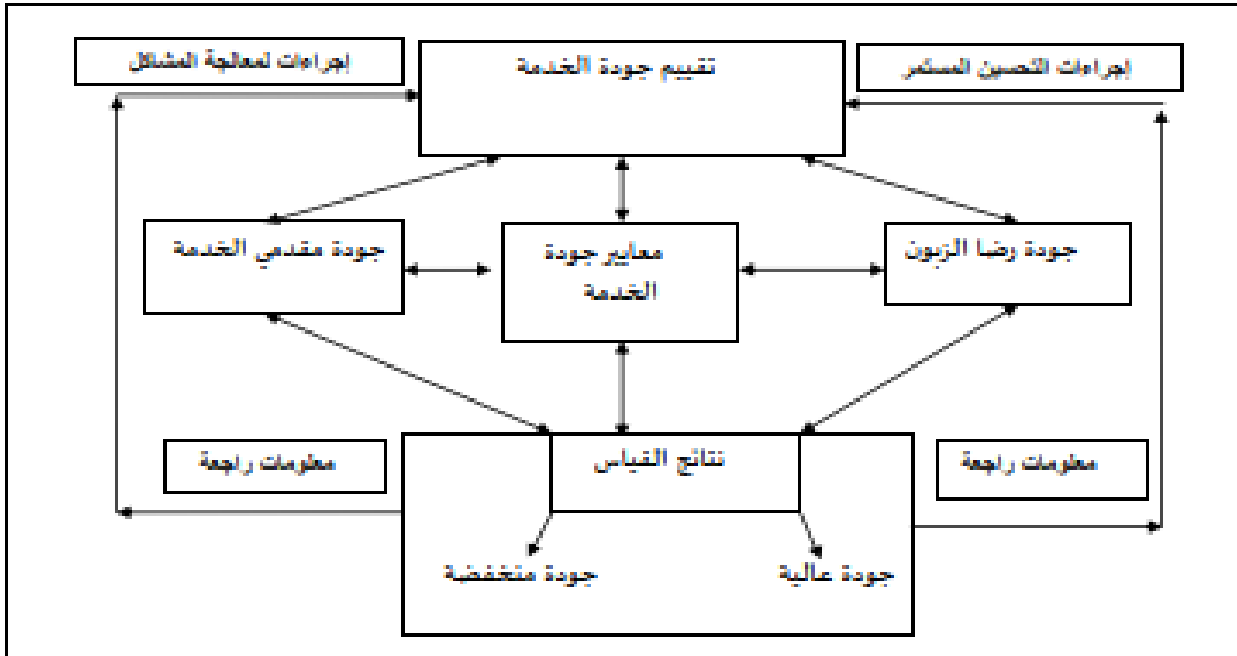 إجراءات التحسين المستمر
تقييم جودة الخدمة
إجراءات لمعالجة المشاكل
جودة رضا الزبون
معايير جودة
الخدمة
جودة مقدمي الخدمة
معلومات راجعة
نتائج القياس
معلومات راجعة
جودة عالية
جودة منخفضة